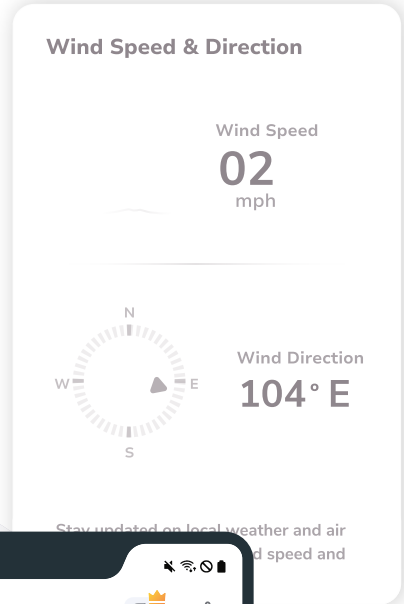 Wind Speed & Direction
Wind Speed
02
mph
N
W
E
S
Wind Direction
104° E
Stay updated on local weather and air
d speed and